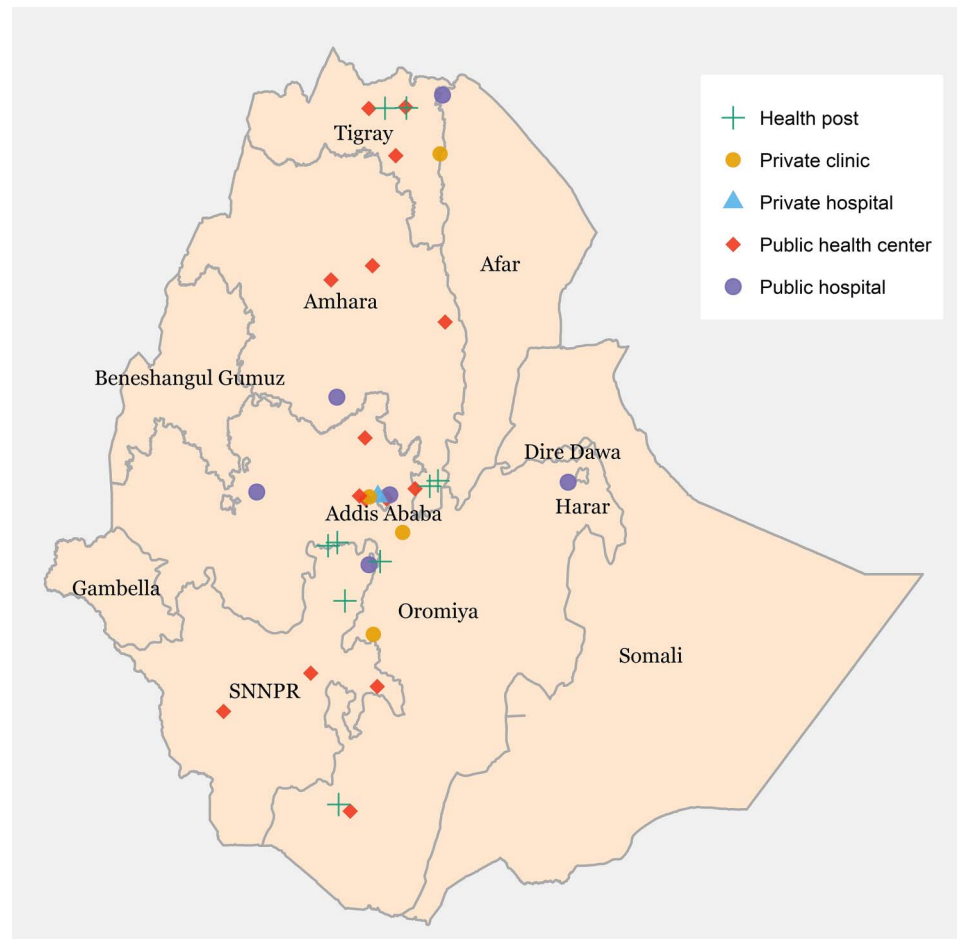 Health post
Private clinic
Private hospital
Public health center
Public hospital
Tigray
Afar
Amhara
Beneshangul Gumuz
Dire Dawa
Harar
Addis Ababa
Gambella
Oromiya
Somali
SNNPR